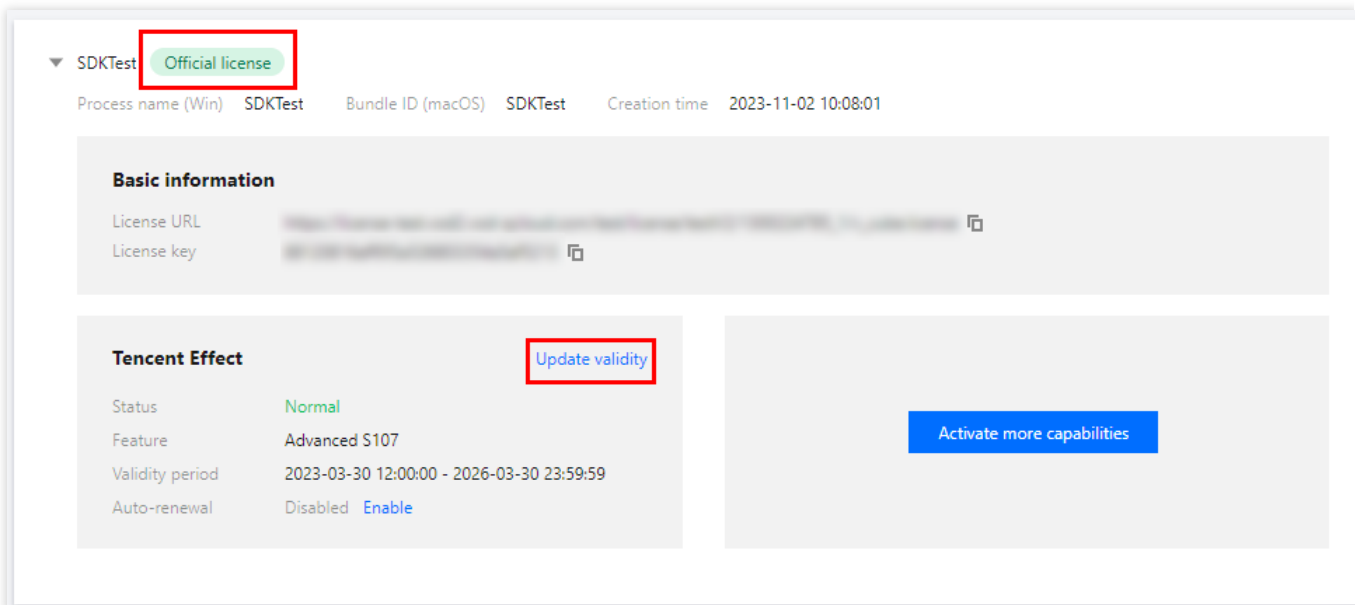 SDKTest Official license
Process name (Win) SDKTest Bundle ID (macOS) SDKTest Creation time 2023-11-02 10:08:01
Basic information
License URL
License key
Tencent Effect Update validity
Status Normal
Feature Advanced S107
Validity period 2023-03-30 12:00:00 - 2026-03-30 23:59:59
Auto-renewal Disabled Enable
Activate more capabilities